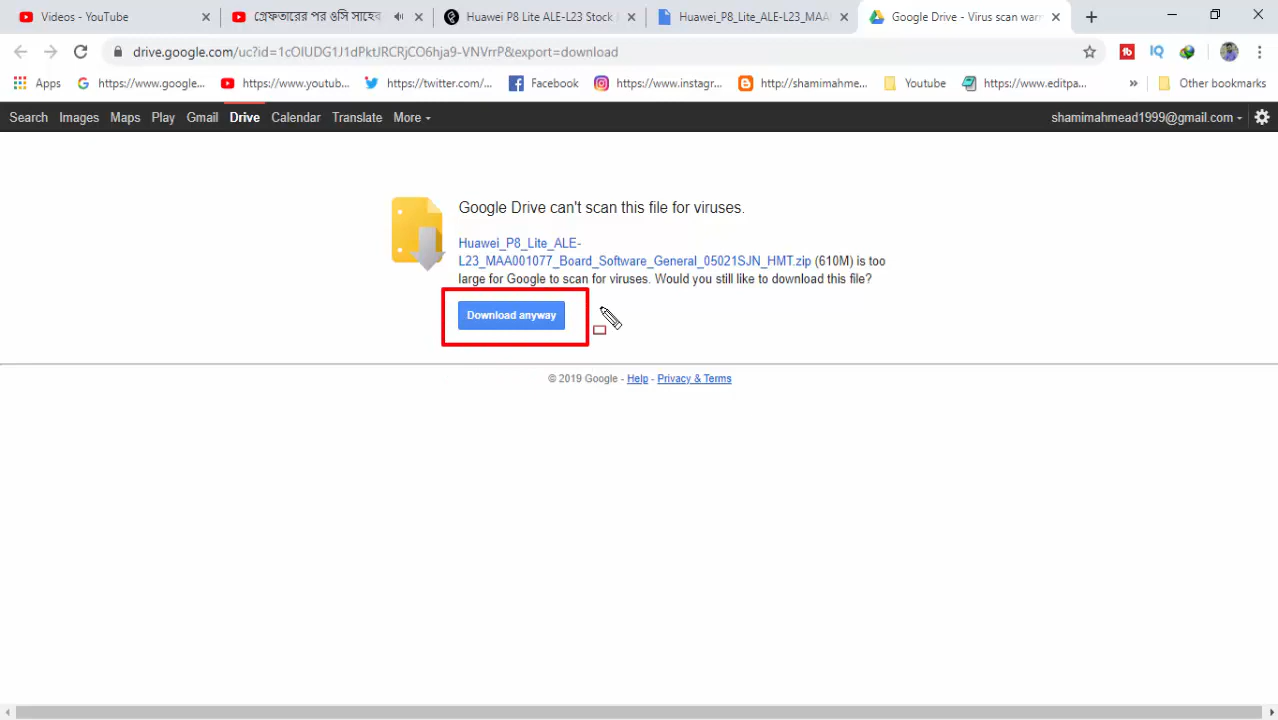 Videos - YouTube
গ্রেফতারের পর ওসি সাহেব
Huawei P8 Lite ALE-L23 Stock
Huawei_P8_Lite_ALE-L23_MAA
Google Drive - Virus scan warn
drive.google.com/uc?id=1cOIUDG1J1dPktJRCRjCO6hja9-VNVrrP&export=download
Apps
https://www.google...
https://www.youtub...
https://twitter.com/...
Facebook
https://www.instagr...
http://shamimahme...
Youtube
https://www.editpa...
»
Other bookmarks
Search Images Maps Play Gmail Drive Calendar Translate More
shamimahmead1999@gmail.com
Google Drive can't scan this file for viruses.
Huawei_P8_Lite_ALE-
L23_MAA001077_Board_Software_General_05021SJN_HMT.zip (610M) is too
large for Google to scan for viruses. Would you still like to download this file?
Download anyway
© 2019 Google - Help - Privacy & Terms